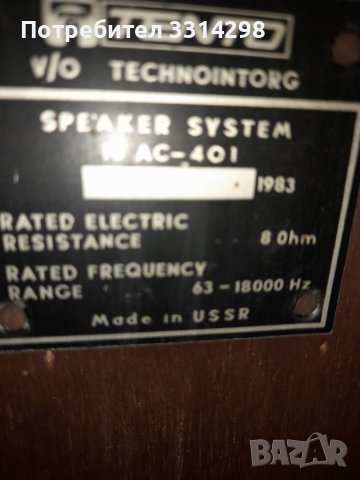 Потребител 3314298
V/O TECHNOINTORG
SPEAKER SYSTEM
AC-401
1983
RATED ELECTRIC
RESISTANCE 8 Ohm
RATED FREQUENCY
RANGE 63-18000 Hz
Made in USSR
BAZAR